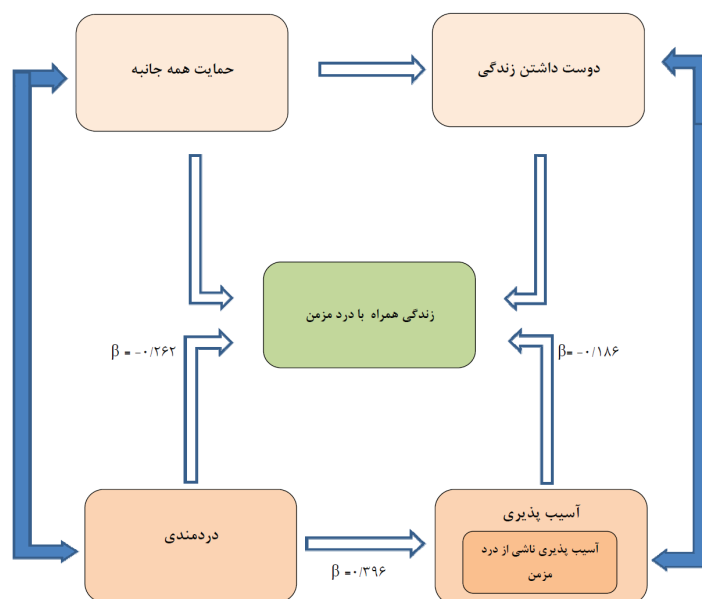 حمایت همه جانبه
دوست داشتن زندگی
زندگی همراه با درد مزمن
β = -۰/۲۶۲
β= -۰/۱۸۶
دردمندی
آسیب پذیری
آسیب پذیری ناشی از درد
مزمن
β =۰/۳۹۶